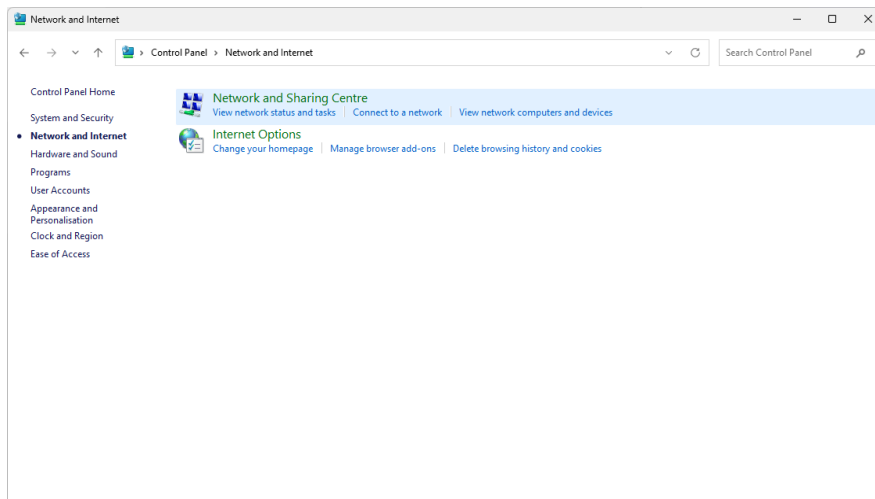 Network and Internet
Control Panel > Network and Internet
Search Control Panel
Control Panel Home
System and Security
Network and Internet
Hardware and Sound
Programs
User Accounts
Appearance and
Personalisation
Clock and Region
Ease of Access
Network and Sharing Centre
View network status and tasks | Connect to a network | View network computers and devices
Internet Options
Change your homepage | Manage browser add-ons | Delete browsing history and cookies